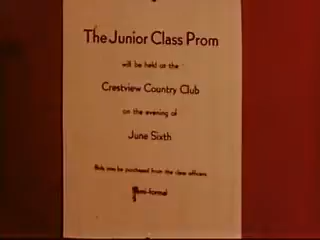 The Junior Class Prom
will be held at the
Crestview Country Club
on the evening of
June Sixth
Bids may be purchased from the class officers
Semi-formal